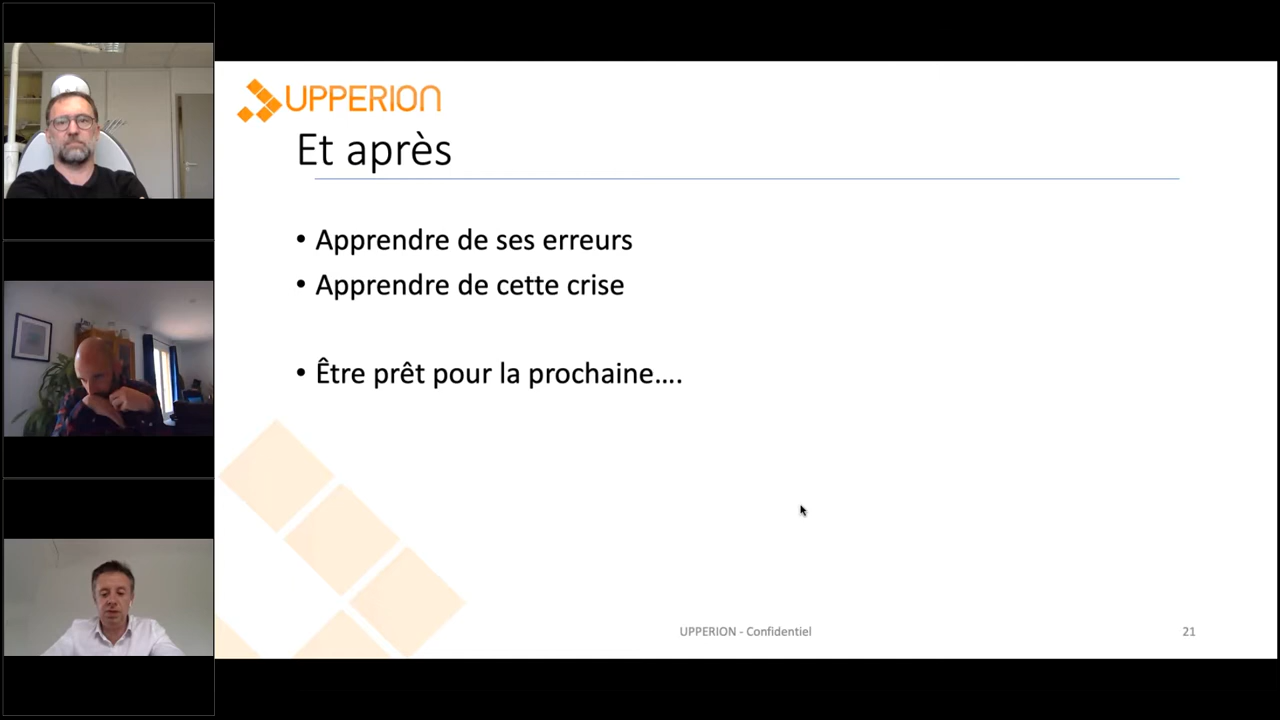 UPPERION
Et après
• Apprendre de ses erreurs
• Apprendre de cette crise
• Être prêt pour la prochaine....
UPPERION - Confidentiel
21